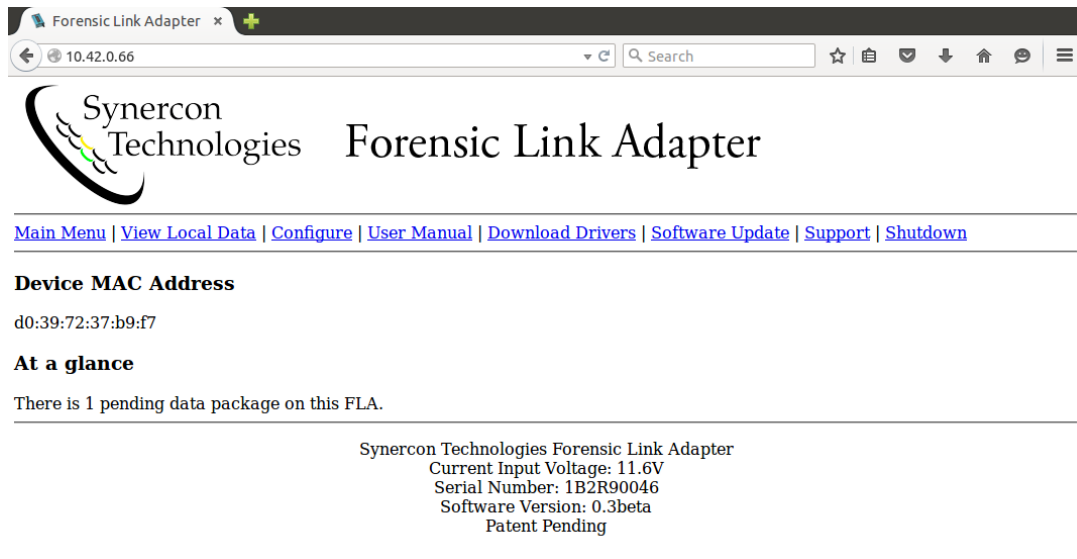 Forensic Link Adapter
10.42.0.66
Search
Synercon
Technologies
Forensic Link Adapter
Main Menu | View Local Data | Configure | User Manual | Download Drivers | Software Update | Support | Shutdown
Device MAC Address
d0:39:72:37:b9:f7
At a glance
There is 1 pending data package on this FLA.
Synercon Technologies Forensic Link Adapter
Current Input Voltage: 11.6V
Serial Number: 1B2R90046
Software Version: 0.3beta
Patent Pending